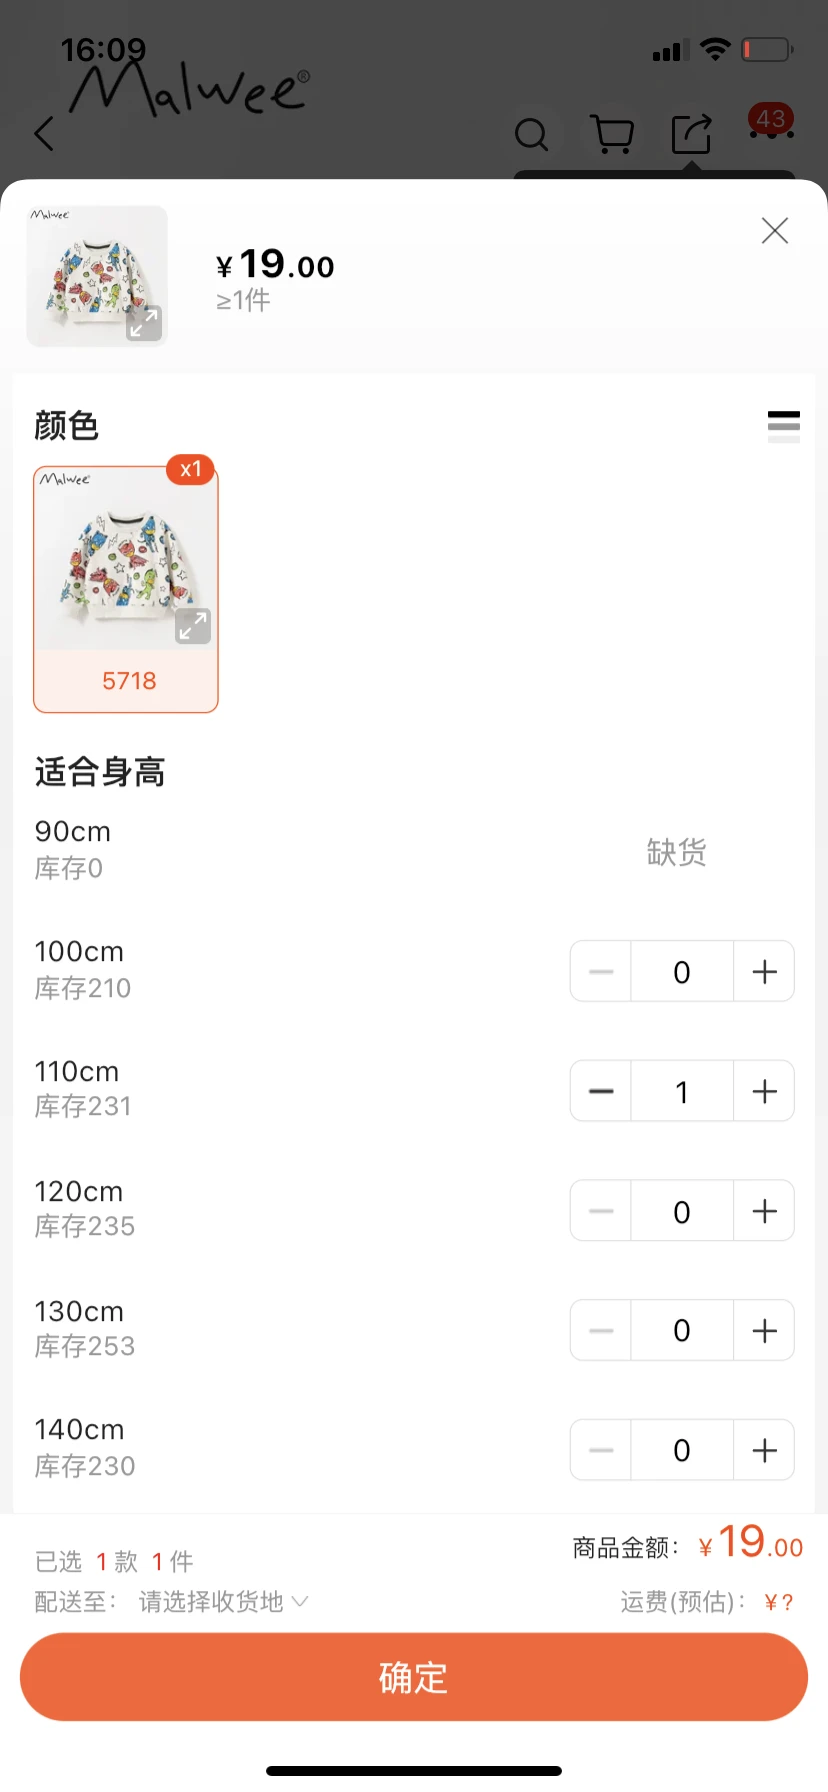 16:09
Malwee®
43
Malwee
¥19.00
≥1件
颜色
x1
Malwee
5718
适合身高
90cm
库存0
缺货
100cm
库存210
0
110cm
库存231
1
120cm
库存235
0
130cm
库存253
0
140cm
库存230
0
已选 1 款 1 件
商品金额：¥19.00
配送至： 请选择收货地
运费(预估)：¥?
确定